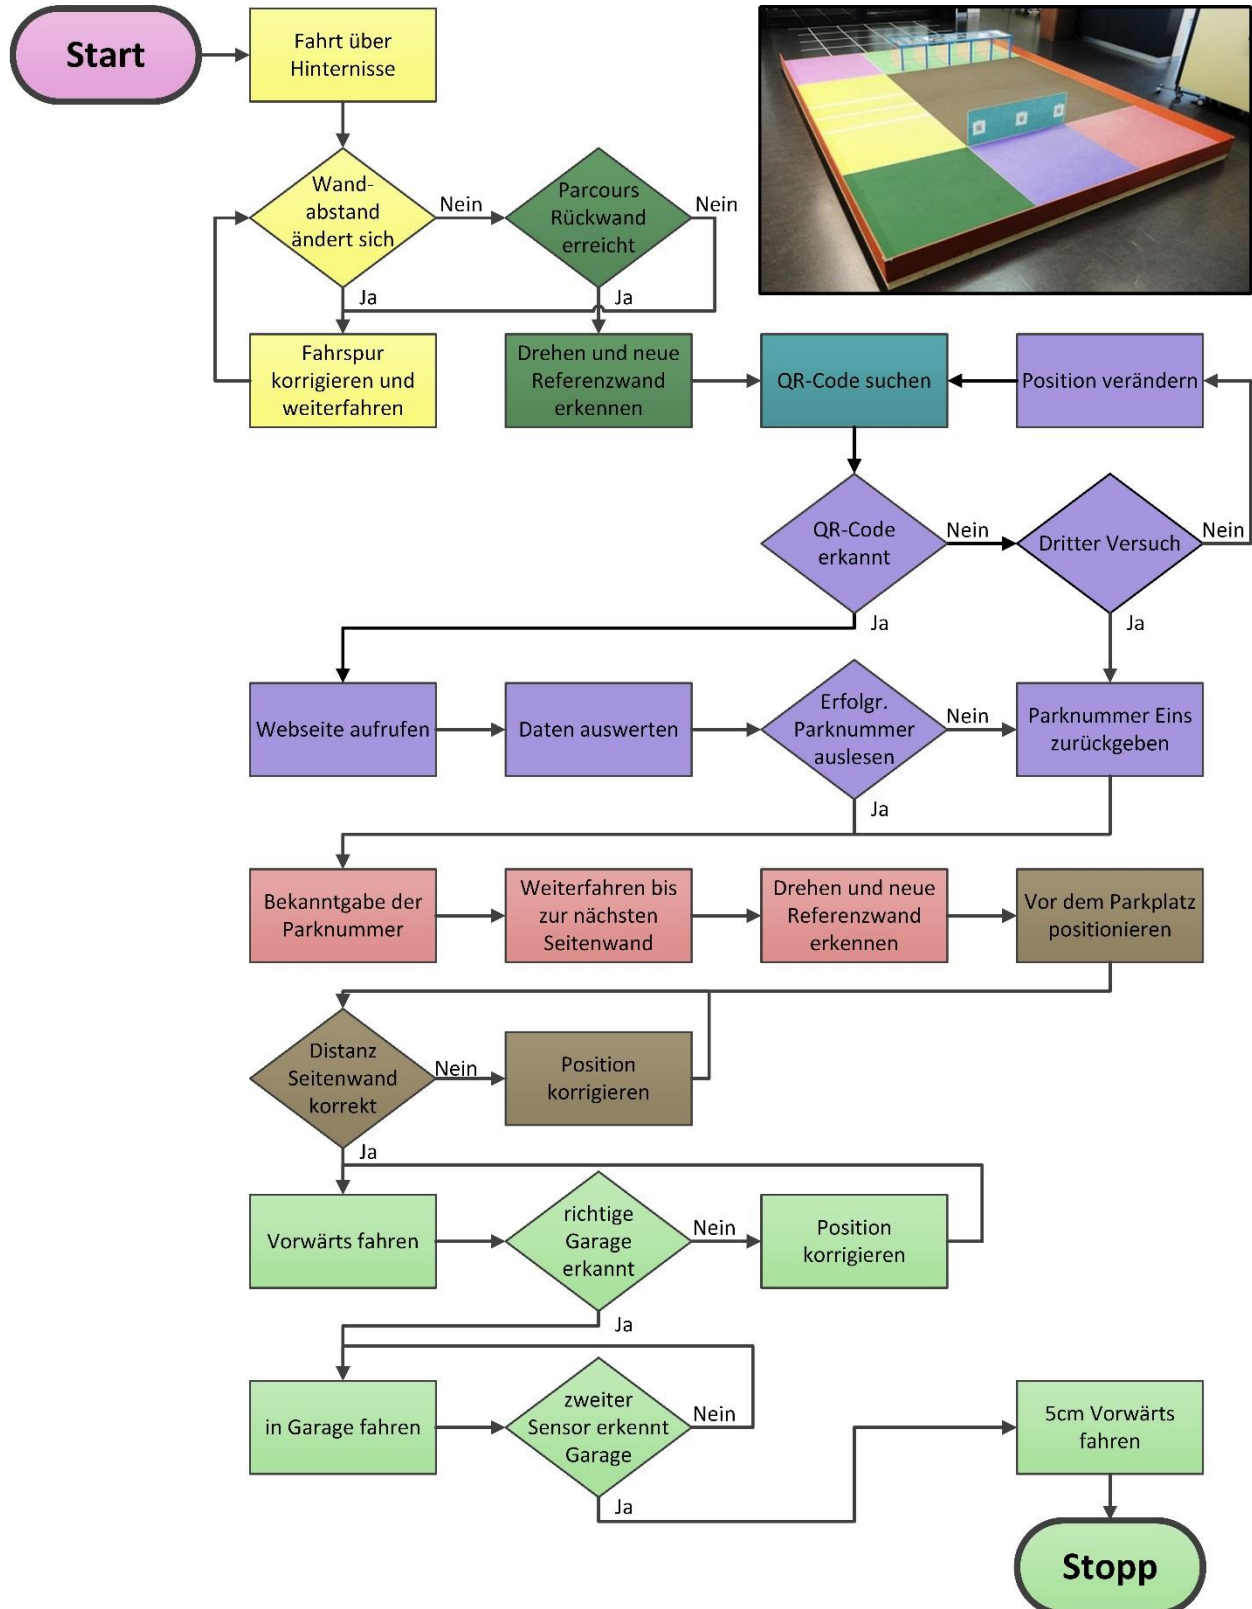 Start
Fahrt über
Hinternisse
Wand-
abstand
ändert sich
Nein
Parcours
Rückwand
erreicht
Nein
Ja
Ja
Fahrspur
korrigieren und
weiterfahren
Drehen und neue
Referenzwand
erkennen
QR-Code suchen
Position verändern
QR-Code
erkannt
Nein
Dritter Versuch
Nein
Ja
Ja
Webseite aufrufen
Daten auswerten
Erfolgr.
Parknummer
auslesen
Nein
Parknummer Eins
zurückgeben
Ja
Bekanntgabe der
Parknummer
Weiterfahren bis
zur nächsten
Seitenwand
Drehen und neue
Referenzwand
erkennen
Vor dem Parkplatz
positionieren
Distanz
Seitenwand
korrekt
Nein
Position
korrigieren
Ja
Vorwärts fahren
richtige
Garage
erkannt
Nein
Position
korrigieren
Ja
in Garage fahren
zweiter
Sensor erkennt
Garage
Nein
5cm Vorwärts
fahren
Ja
Stopp